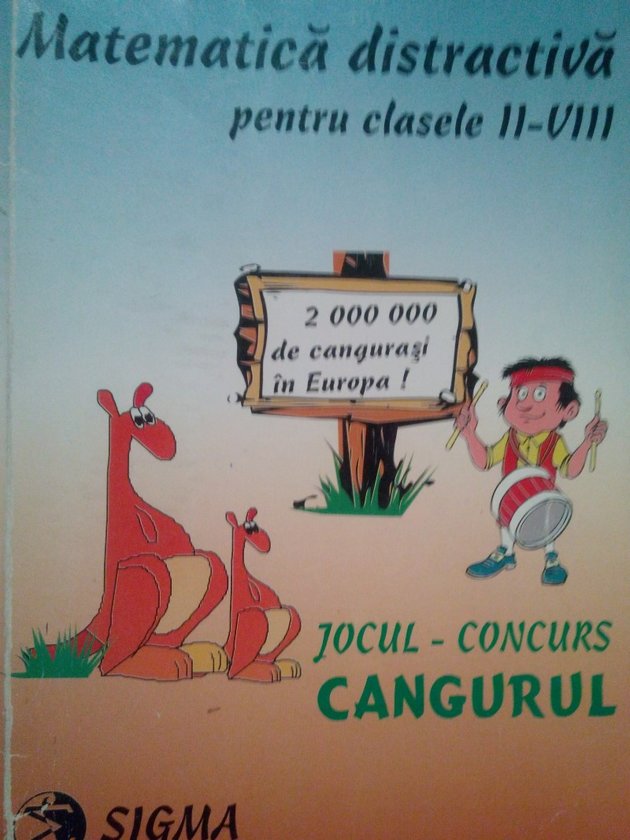 Matematică distractivă
pentru clasele II-VIII
2 000 000
de cangurași
în Europa !
JOCUL - CONCURS
CANGURUL
SIGMA